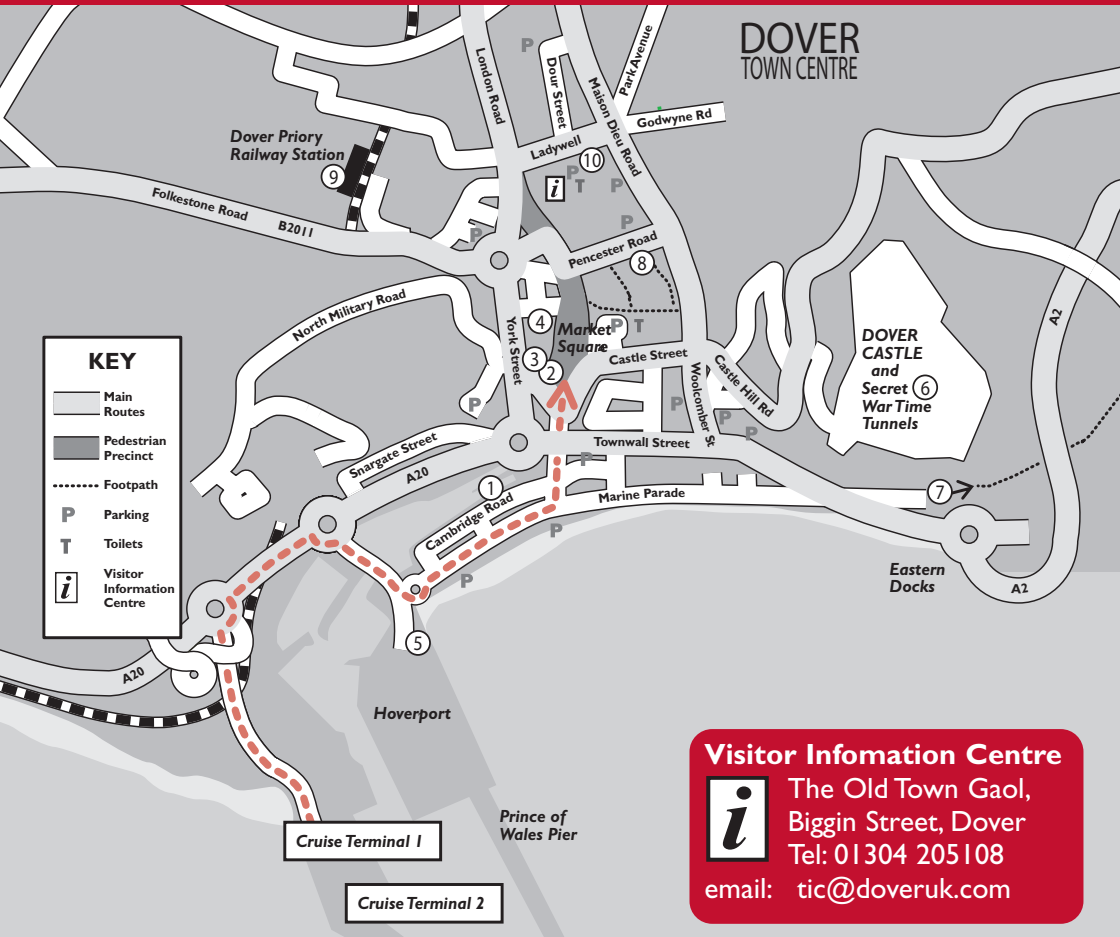 DOVER
TOWN CENTRE
London Road
Dour Street
Maison Dieu Road
Park Avenue
Godwyne Rd
Ladywell
P
10
P
i
T
P
P
Dover Priory
Railway Station
9
Folkestone Road
B2011
P
Pencester Road
8
North Military Road
York Street
4
Market
Square
P
T
3
2
Castle Street
Woolcomber St
Castle Hill Rd
DOVER
CASTLE
and
Secret 6
War Time
Tunnels
A2
P
P
P
P
Snargate Street
A20
Townwall Street
P
1
Cambridge Road
Marine Parade
7
P
P
Eastern
Docks
A2
5
A20
Hoverport
Prince of
Wales Pier
Cruise Terminal 1
Cruise Terminal 2
KEY
Main
Routes
Pedestrian
Precinct
Footpath
P Parking
T Toilets
i Visitor
Information
Centre
Visitor Infomation Centre
i
The Old Town Gaol,
Biggin Street, Dover
Tel: 01304 205108
email: tic@doveruk.com